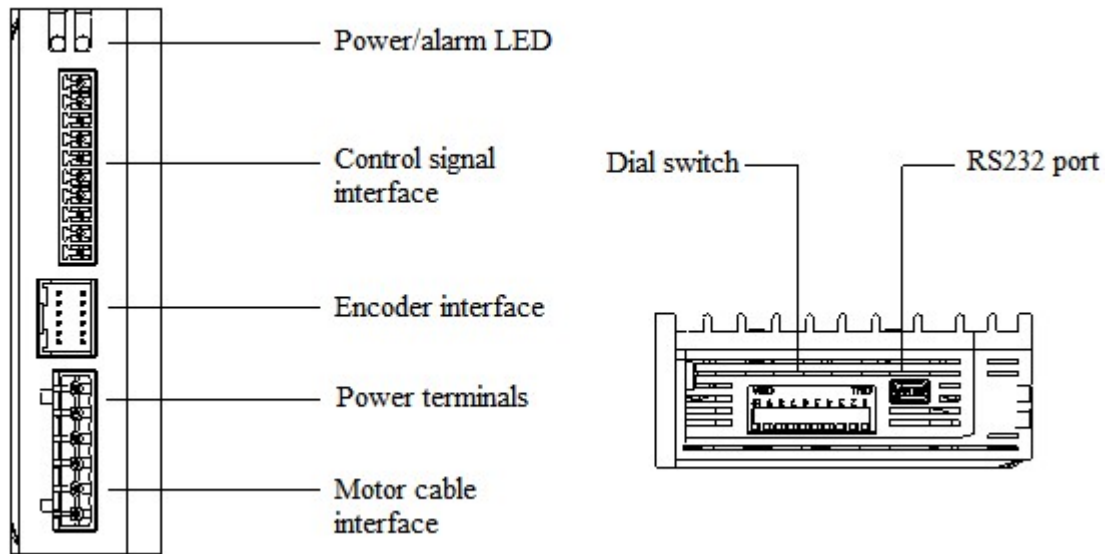 Power/alarm LED
Control signal
interface
Encoder interface
Power terminals
Motor cable
interface
Dial switch
RS232 port